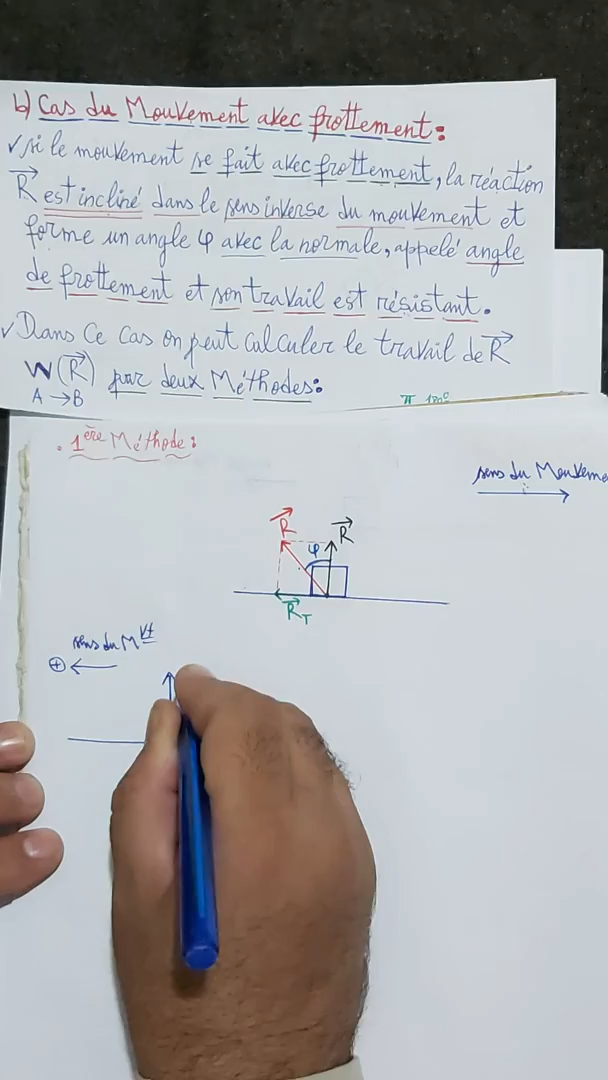 b) Cas du Mouvement avec frottement:
✓ si le mouvement se fait avec frottement, la réaction
R est incliné dans le sens inverse du mouvement et
forme un angle φ avec la normale, appelé angle
de frottement et son travail est résistant.
✓ Dans ce cas on peut calculer le travail de R
W(R) par deux Méthodes:
A → B
π 180°
. 1ère Méthode:
sens du Mouveme
R
φ
R
R_T
sens du Mvt
⊕